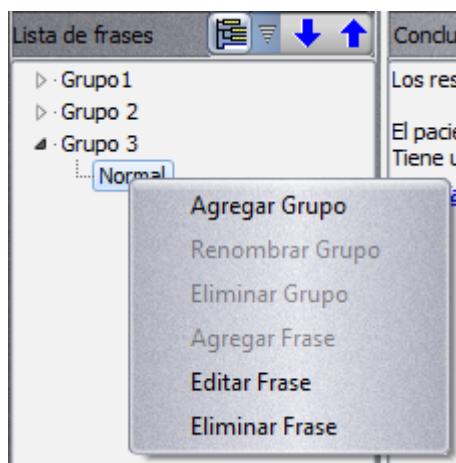 Lista de frases
Conclu
Grupo1
Grupo 2
Grupo 3
Normal
Los res
El pacie
Tiene u
Agregar Grupo
Renombrar Grupo
Eliminar Grupo
Agregar Frase
Editar Frase
Eliminar Frase